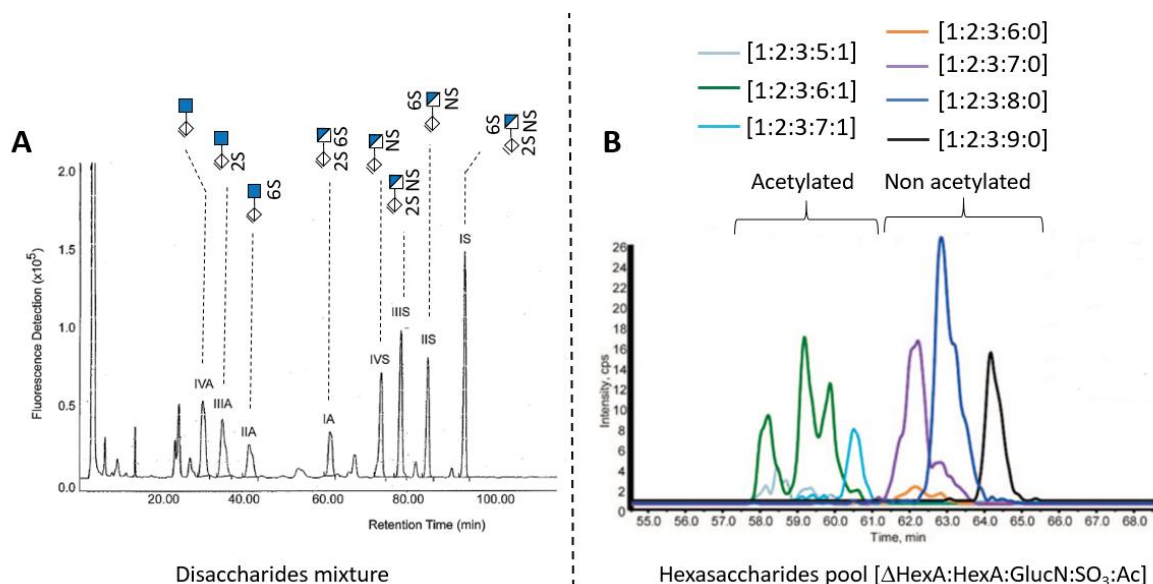 A
6S NS
6S
2S NS
2S 6S
NS
2S
2S NS
6S
2.0
1.5
1.0
0.5
0.0
Fluorescence Detection (x10⁵)
IVA
IIIA
IIA
IA
IVS
IIIS
IIS
IS
20.00 40.00 60.00 80.00 100.00
Retention Time (min)
Disaccharides mixture
B
[1:2:3:5:1]
[1:2:3:6:1]
[1:2:3:7:1]
[1:2:3:6:0]
[1:2:3:7:0]
[1:2:3:8:0]
[1:2:3:9:0]
Acetylated
Non acetylated
26
24
22
20
18
16
14
12
10
8
6
4
2
0
Intensity, cps
55.0 56.0 57.0 58.0 59.0 60.0 61.0 62.0 63.0 64.0 65.0 66.0 67.0 68.0
Time, min
Hexasaccharides pool [ΔHexA:HexA:GlucN:SO₃:Ac]